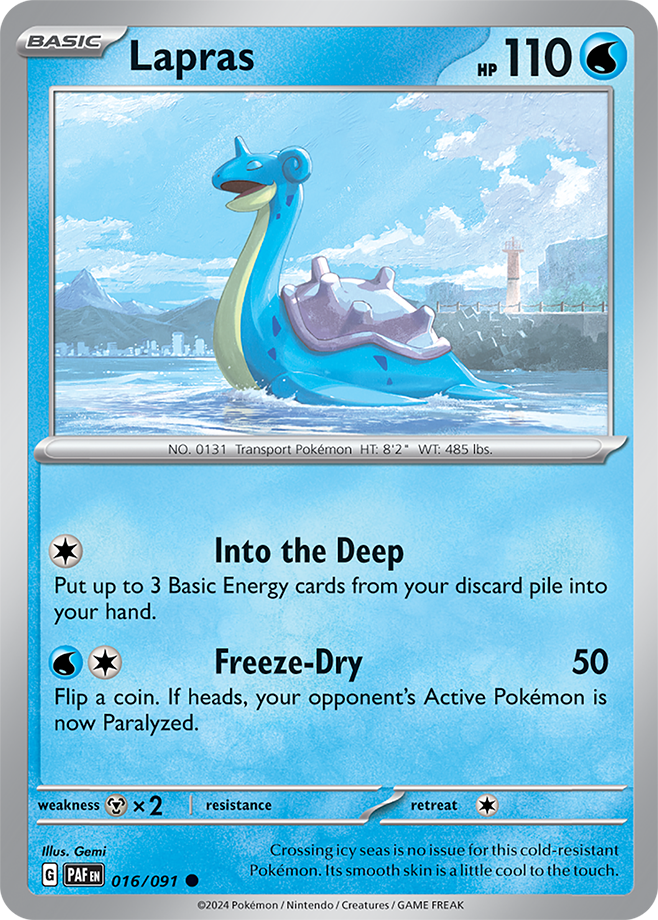 BASIC Lapras HP 110
NO. 0131 Transport Pokémon HT: 8'2" WT: 485 lbs.
Into the Deep
Put up to 3 Basic Energy cards from your discard pile into
your hand.
Freeze-Dry 50
Flip a coin. If heads, your opponent's Active Pokémon is
now Paralyzed.
weakness ×2 resistance retreat
Illus. Gemi
G PAF EN 016/091
Crossing icy seas is no issue for this cold-resistant
Pokémon. Its smooth skin is a little cool to the touch.
©2024 Pokémon / Nintendo / Creatures / GAME FREAK